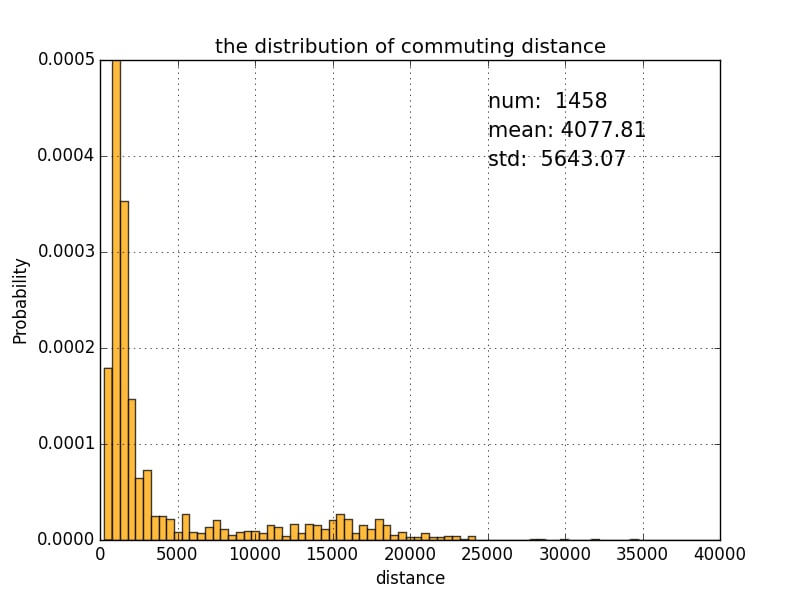 the distribution of commuting distance
num: 1458
mean: 4077.81
std: 5643.07
0.0005
0.0004
0.0003
0.0002
0.0001
0.0000
Probability
0 5000 10000 15000 20000 25000 30000 35000 40000
distance